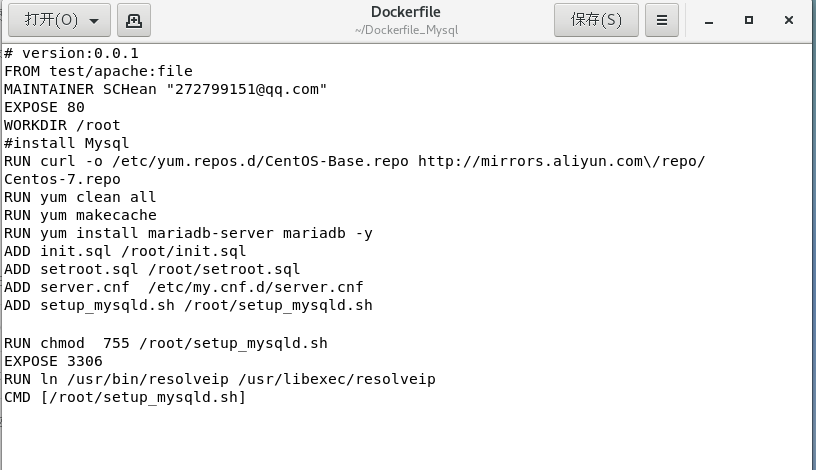 打开(O)
Dockerfile
~/Dockerfile_Mysql
保存(S)
# version:0.0.1
FROM test/apache:file
MAINTAINER SCHean "272799151@qq.com"
EXPOSE 80
WORKDIR /root
#install Mysql
RUN curl -o /etc/yum.repos.d/CentOS-Base.repo http://mirrors.aliyun.com\/repo/
Centos-7.repo
RUN yum clean all
RUN yum makecache
RUN yum install mariadb-server mariadb -y
ADD init.sql /root/init.sql
ADD setroot.sql /root/setroot.sql
ADD server.cnf  /etc/my.cnf.d/server.cnf
ADD setup_mysqld.sh /root/setup_mysqld.sh
RUN chmod  755 /root/setup_mysqld.sh
EXPOSE 3306
RUN ln /usr/bin/resolveip /usr/libexec/resolveip
CMD [/root/setup_mysqld.sh]